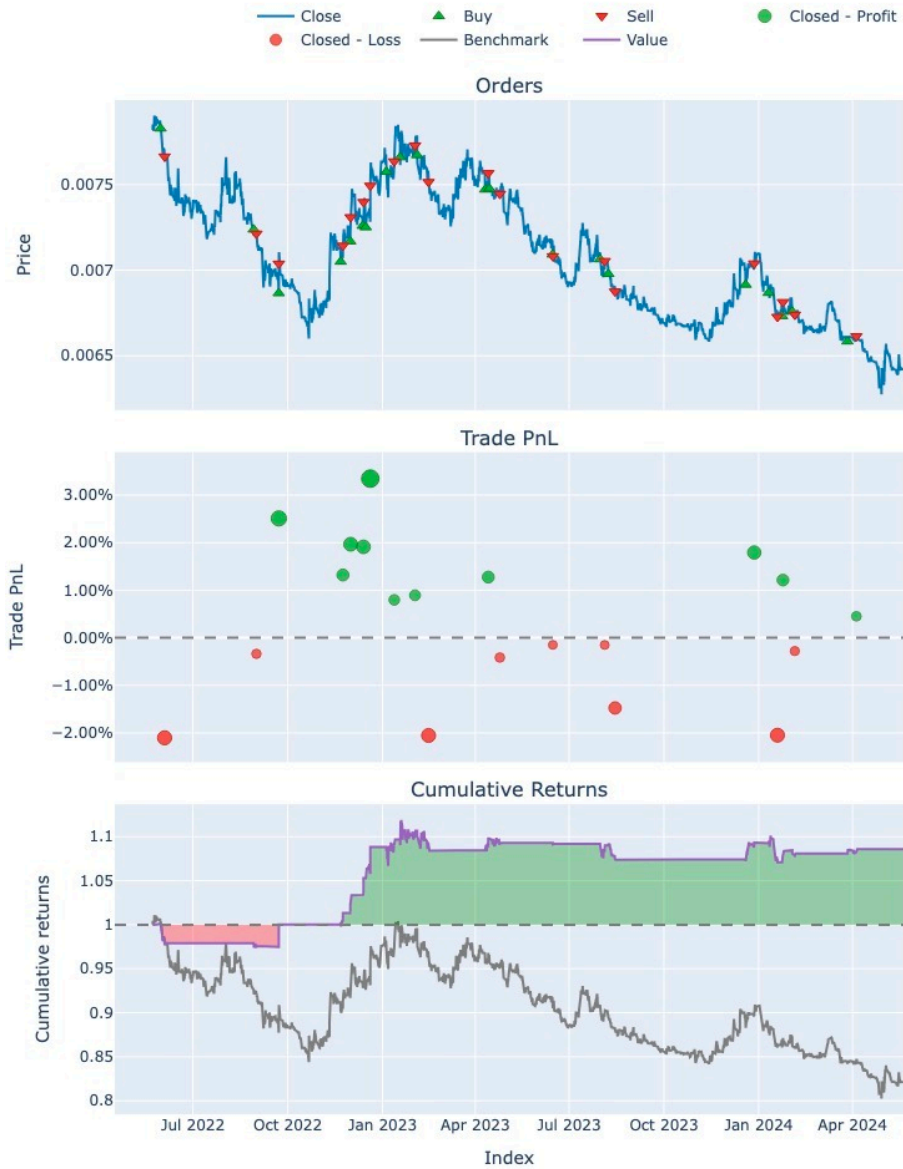 Close Buy Sell Closed - Profit
Closed - Loss Benchmark Value
Orders
0.0075
0.007
0.0065
Price
Trade PnL
3.00%
2.00%
1.00%
0.00%
−1.00%
−2.00%
Trade PnL
Cumulative Returns
1.1
1.05
1
0.95
0.9
0.85
0.8
Cumulative returns
Jul 2022 Oct 2022 Jan 2023 Apr 2023 Jul 2023 Oct 2023 Jan 2024 Apr 2024
Index